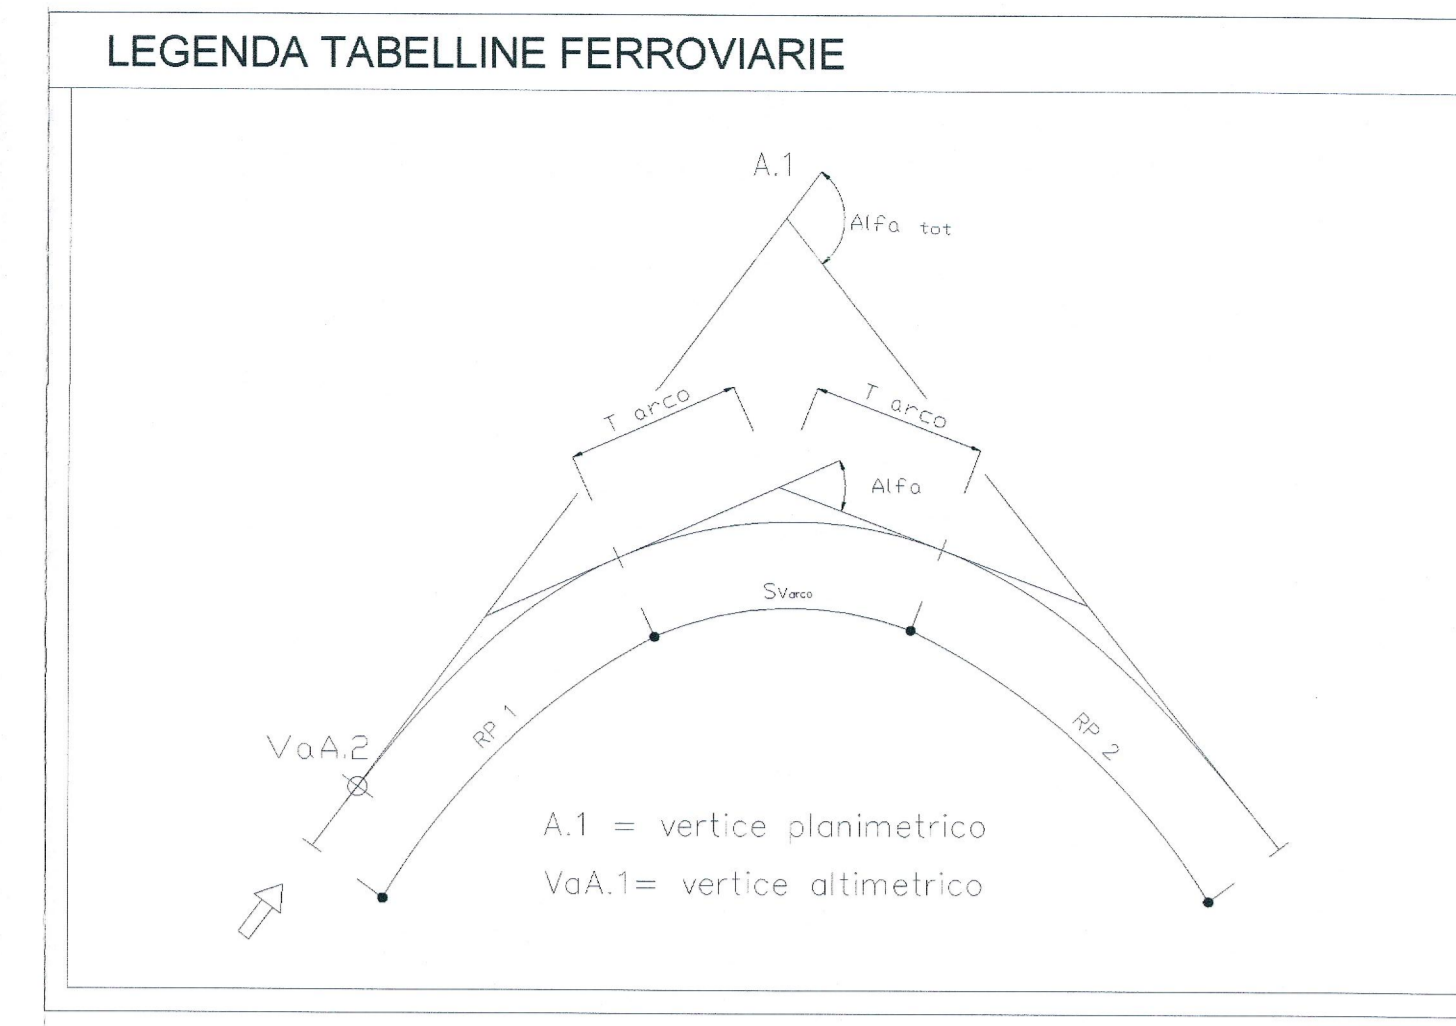 LEGENDA TABELLINE FERROVIARIE
A.1
Alfa tot
T arco
T arco
Alfa
Svarco
RP 1
RP 2
VaA.2
A.1 = vertice planimetrico
VaA.1= vertice altimetrico